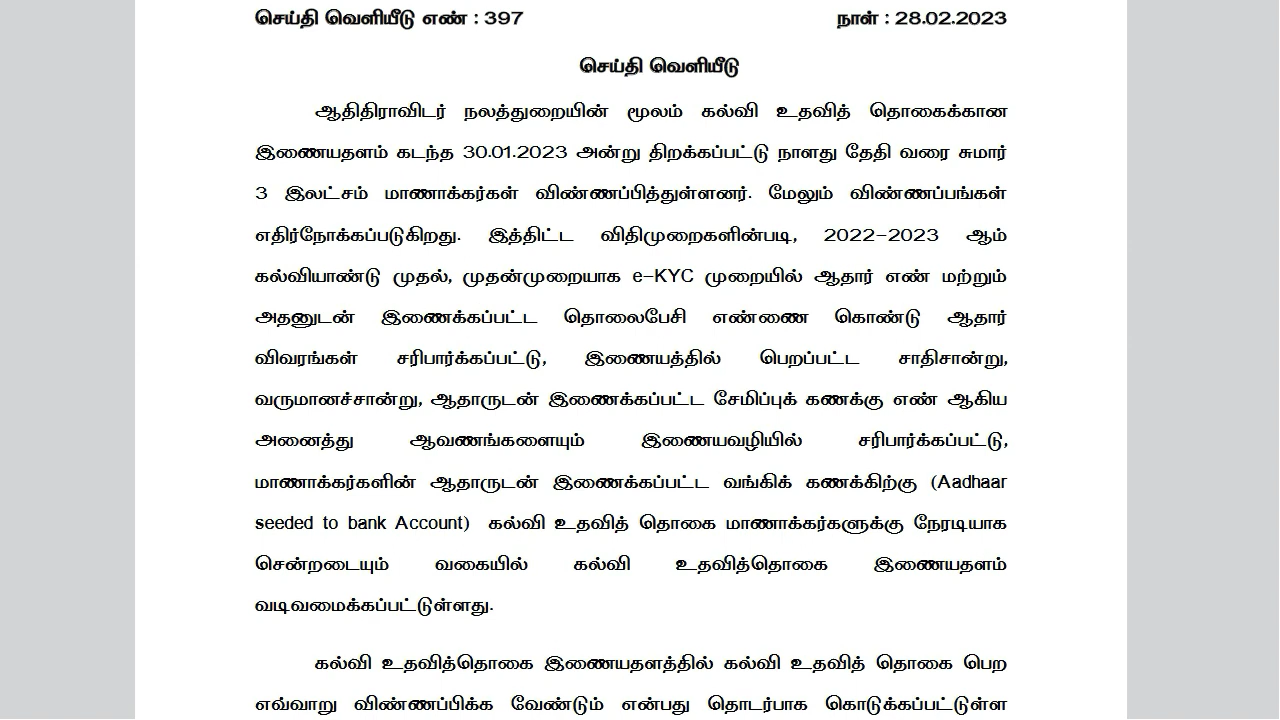 செய்தி வெளியீடு எண் : 397 நாள் : 28.02.2023
செய்தி வெளியீடு
ஆதிதிராவிடர் நலத்துறையின் மூலம் கல்வி உதவித் தொகைக்கான
இணையதளம் கடந்த 30.01.2023 அன்று திறக்கப்பட்டு நாளது தேதி வரை சுமார்
3 இலட்சம் மாணாக்கர்கள் விண்ணப்பித்துள்ளனர். மேலும் விண்ணப்பங்கள்
எதிர்நோக்கப்படுகிறது. இத்திட்ட விதிமுறைகளின்படி, 2022-2023 ஆம்
கல்வியாண்டு முதல், முதன்முறையாக e-KYC முறையில் ஆதார் எண் மற்றும்
அதனுடன் இணைக்கப்பட்ட தொலைபேசி எண்ணை கொண்டு ஆதார்
விவரங்கள் சரிபார்க்கப்பட்டு, இணையத்தில் பெறப்பட்ட சாதிசான்று,
வருமானச்சான்று, ஆதாருடன் இணைக்கப்பட்ட சேமிப்புக் கணக்கு எண் ஆகிய
அனைத்து ஆவணங்களையும் இணையவழியில் சரிபார்க்கப்பட்டு,
மாணாக்கர்களின் ஆதாருடன் இணைக்கப்பட்ட வங்கிக் கணக்கிற்கு (Aadhaar
seeded to bank Account) கல்வி உதவித் தொகை மாணாக்கர்களுக்கு நேரடியாக
சென்றடையும் வகையில் கல்வி உதவித்தொகை இணையதளம்
வடிவமைக்கப்பட்டுள்ளது.
கல்வி உதவித்தொகை இணையதளத்தில் கல்வி உதவித் தொகை பெற
எவ்வாறு விண்ணப்பிக்க வேண்டும் என்பது தொடர்பாக கொடுக்கப்பட்டுள்ள